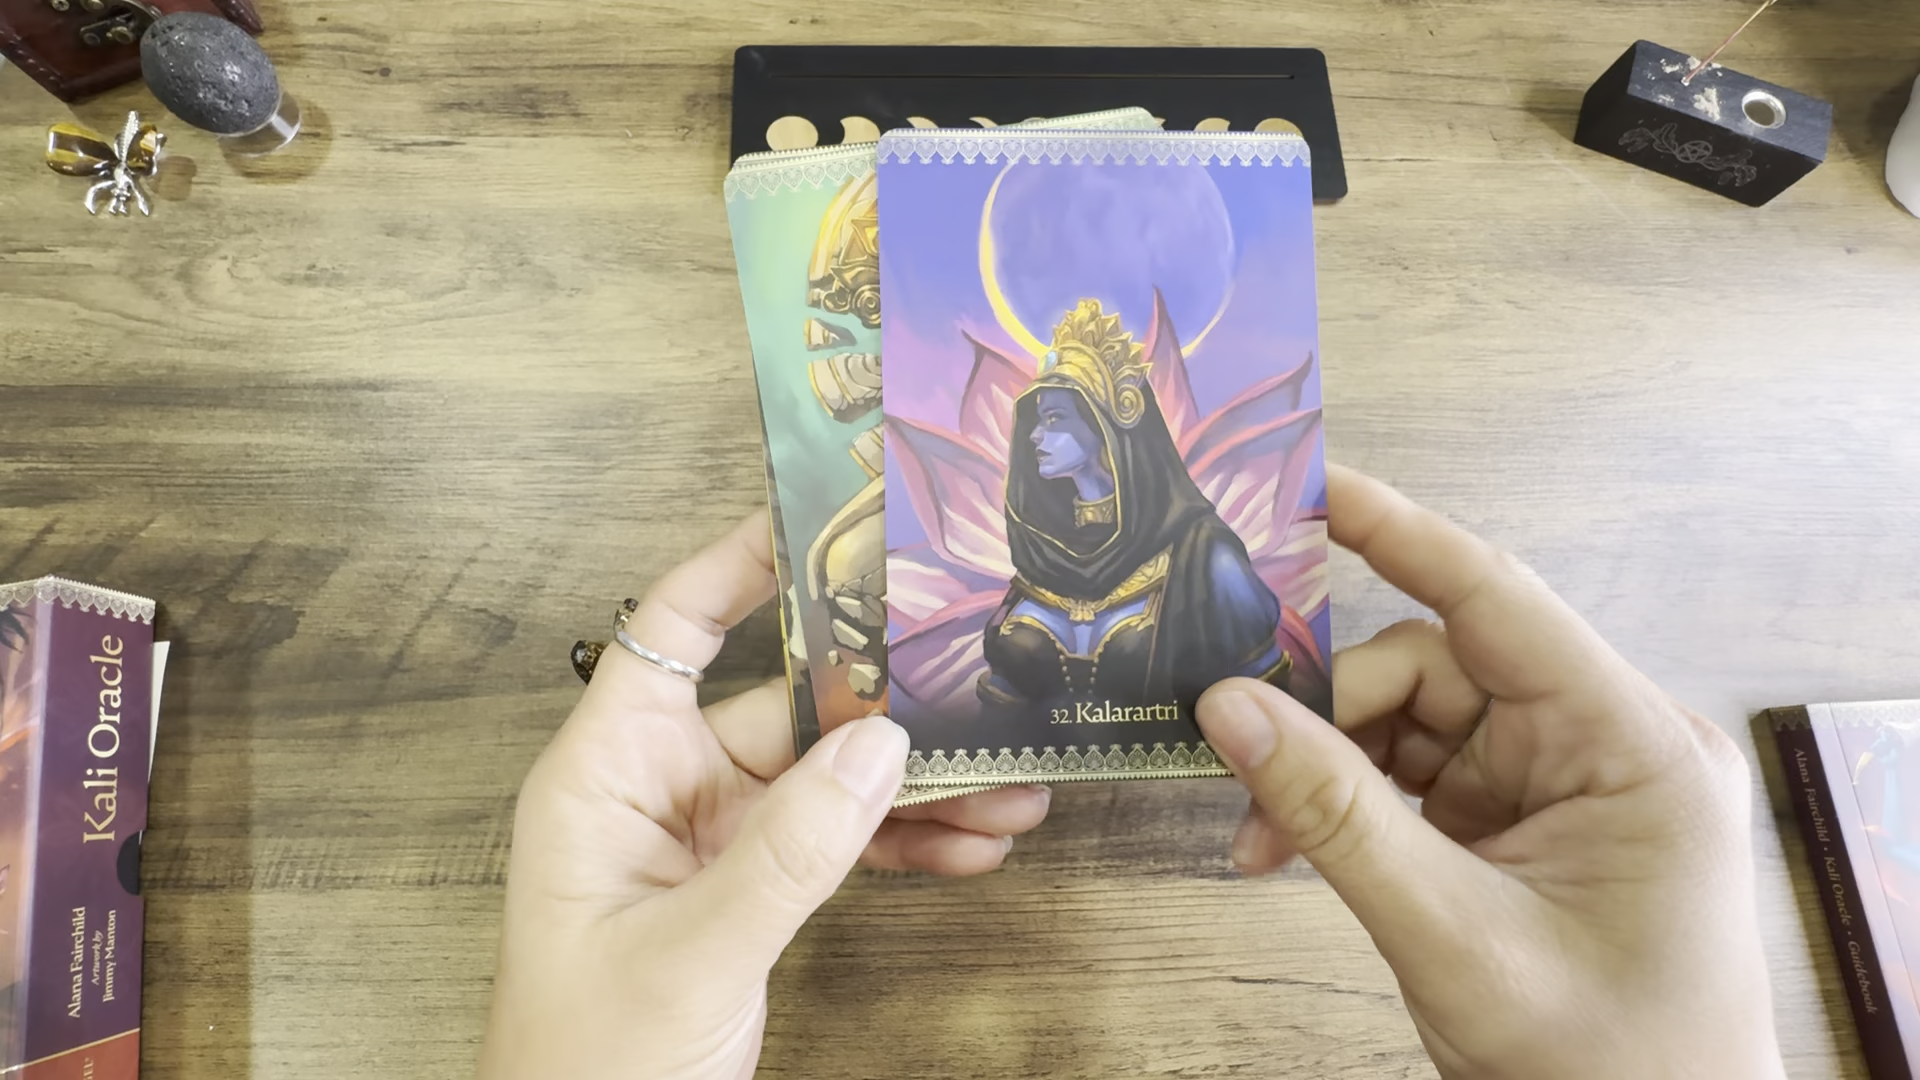 32. Kalarartri
Kali Oracle
Alana Fairchild
Artwork by
Jimmy Manton
Alana Fairchild • Kali Oracle • Guidebook